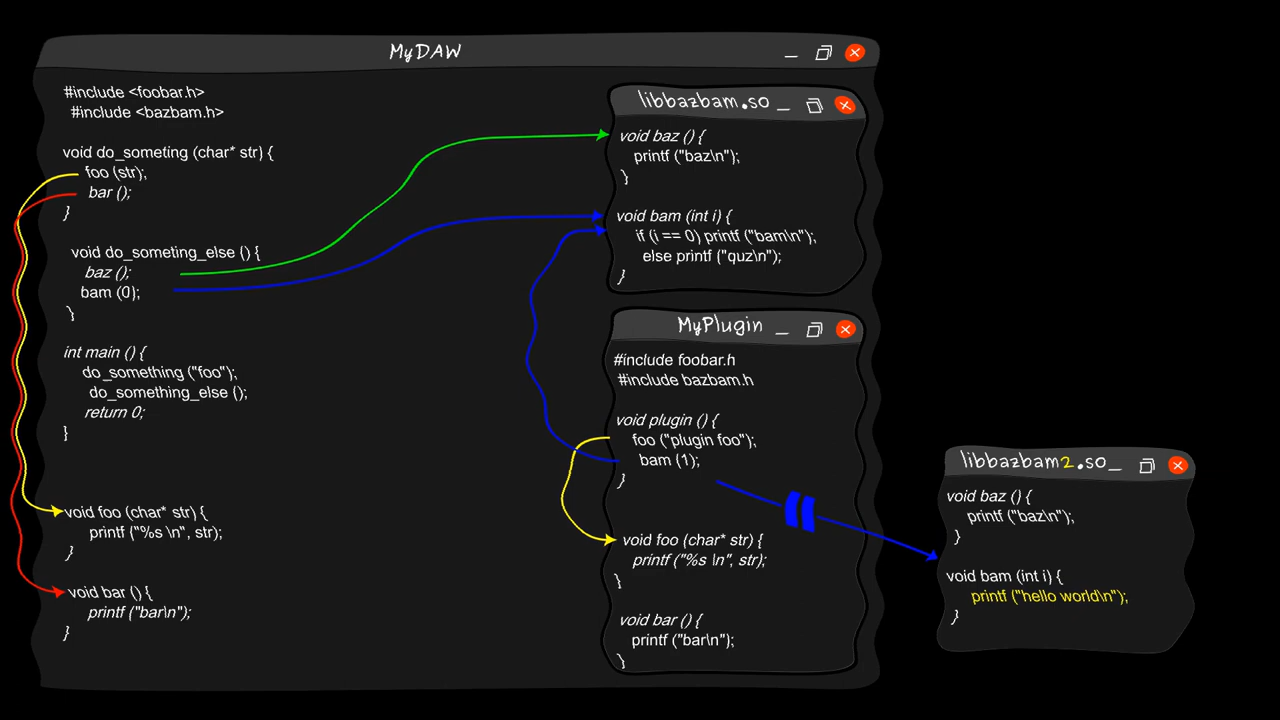 MyDAW
#include <foobar.h>
#include <bazbam.h>
void do_someting (char* str) {
foo (str);
bar ();
}
void do_someting_else () {
baz ();
bam (0);
}
int main () {
do_something ("foo");
do_something_else ();
return 0;
}
void foo (char* str) {
printf ("%s \n", str);
}
void bar () {
printf ("bar\n");
}
libbazbam.so
void baz () {
printf ("baz\n");
}
void bam (int i) {
if (i == 0) printf ("bam\n");
else printf ("quz\n");
}
MyPlugin
#include foobar.h
#include bazbam.h
void plugin () {
foo ("plugin foo");
bam (1);
}
void foo (char* str) {
printf ("%s \n", str);
}
void bar () {
printf ("bar\n");
}
libbazbam2.so
void baz () {
printf ("baz\n");
}
void bam (int i) {
printf ("hello world\n");
}